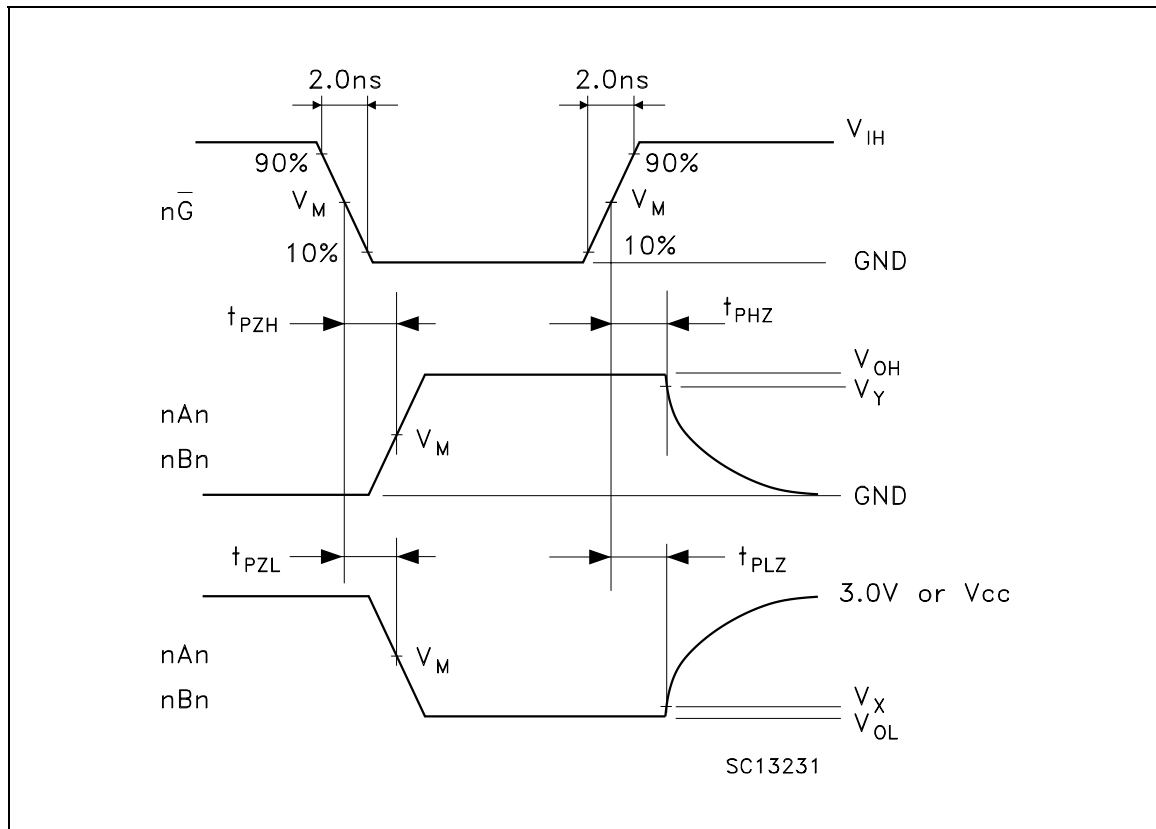 2.0ns 2.0ns
V_IH
90% 90%
nG̅ V_M V_M
10% 10%
GND
t_PZH t_PHZ
V_OH
V_Y
nAn
V_M
nBn
GND
t_PZL t_PLZ
3.0V or Vcc
nAn V_M
nBn
V_X
V_OL
SC13231